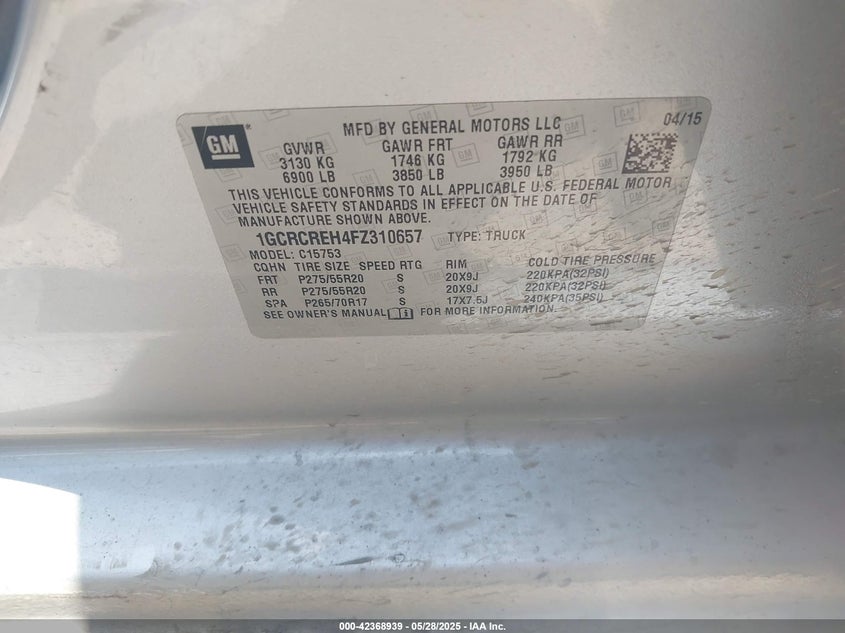 GM
MFD BY GENERAL MOTORS LLC 04/15
GVWR GAWR FRT GAWR RR
3130 KG 1746 KG 1792 KG
6900 LB 3850 LB 3950 LB
THIS VEHICLE CONFORMS TO ALL APPLICABLE U.S. FEDERAL MOTOR
VEHICLE SAFETY STANDARDS IN EFFECT ON THE DATE OF
MANUFACTURE SHOWN ABOVE.
1GCRCREH4FZ310657 TYPE: TRUCK
MODEL: C15753
CQHN TIRE SIZE SPEED RTG RIM COLD TIRE PRESSURE
FRT P275/55R20 S 20X9J 220KPA(32PSI)
RR P275/55R20 S 20X9J 220KPA(32PSI)
SPA P265/70R17 S 17X7.5J 240KPA(35PSI)
SEE OWNER'S MANUAL FOR MORE INFORMATION.
000-42368939 - 05/28/2025 - IAA Inc.